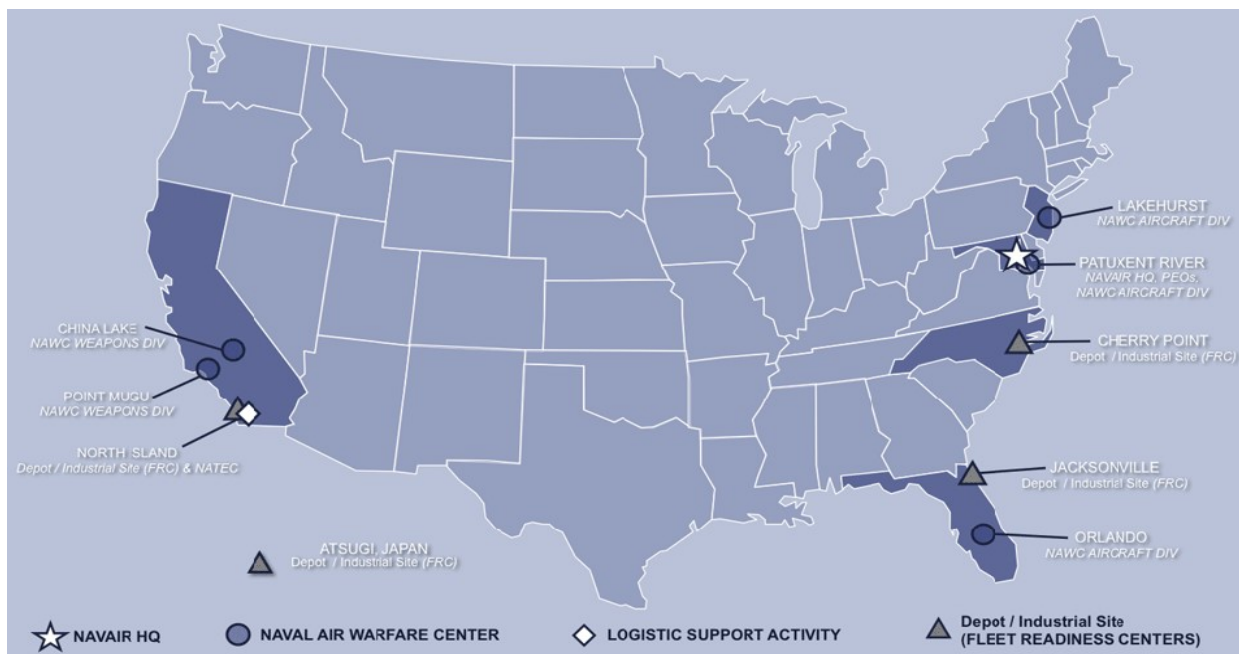 LAKEHURST
NAWC AIRCRAFT DIV
PATUXENT RIVER
NAVAIR HQ, PEOs,
NAWC AIRCRAFT DIV
CHINA LAKE
NAWC WEAPONS DIV
CHERRY POINT
Depot / Industrial Site (FRC)
POINT MUGU
NAWC WEAPONS DIV
NORTH ISLAND
Depot / Industrial Site (FRC) & NATEC
JACKSONVILLE
Depot / Industrial Site (FRC)
ORLANDO
NAWC AIRCRAFT DIV
ATSUGI, JAPAN
Depot / Industrial Site (FRC)
NAVAIR HQ
NAVAL AIR WARFARE CENTER
LOGISTIC SUPPORT ACTIVITY
Depot / Industrial Site
(FLEET READINESS CENTERS)